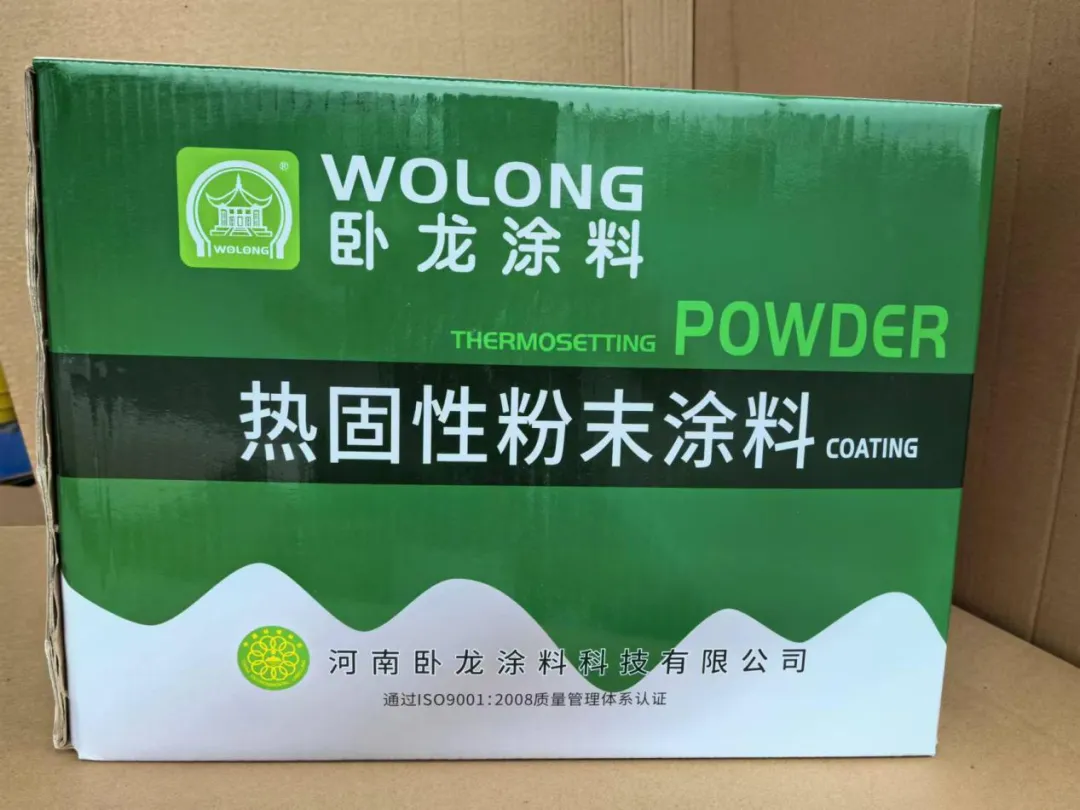 ®
WOLONG
WOLONG
卧龙涂料
THERMOSETTING POWDER
热固性粉末涂料 COATING
河南卧龙涂料科技有限公司
通过ISO9001:2008质量管理体系认证